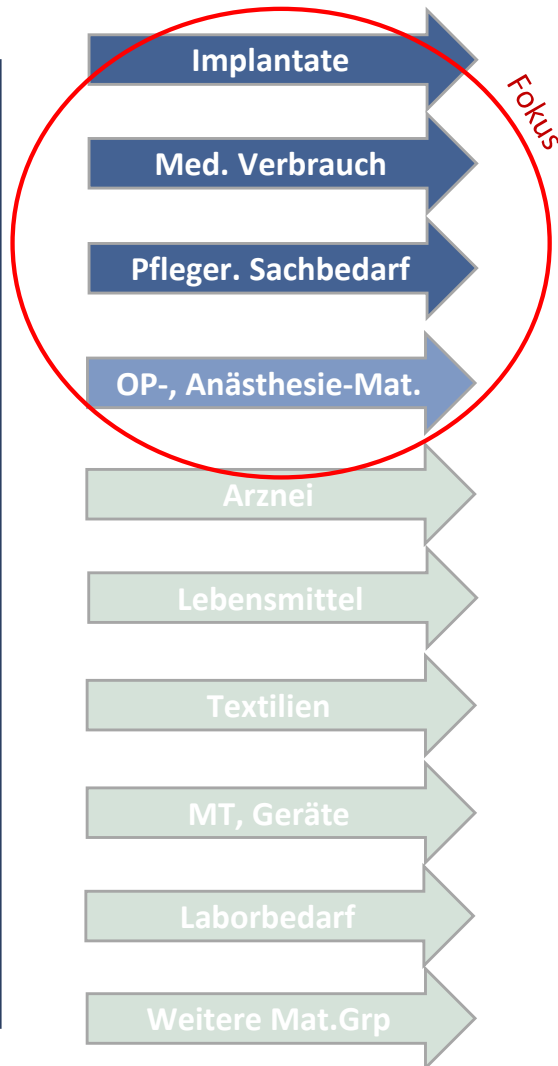 Implantate
Fokus
Med. Verbrauch
Pfleger. Sachbedarf
OP-, Anästhesie-Mat.
Arznei
Lebensmittel
Textilien
MT, Geräte
Laborbedarf
Weitere Mat.Grp